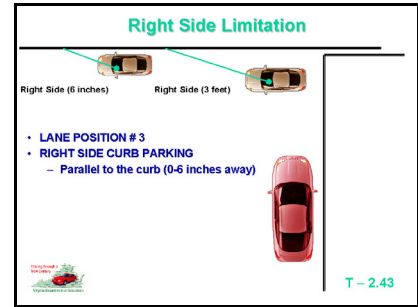 Right Side Limitation
Right Side (6 inches) Right Side (3 feet)
• LANE POSITION # 3
• RIGHT SIDE CURB PARKING
– Parallel to the curb (0-6 inches away)
T – 2.43